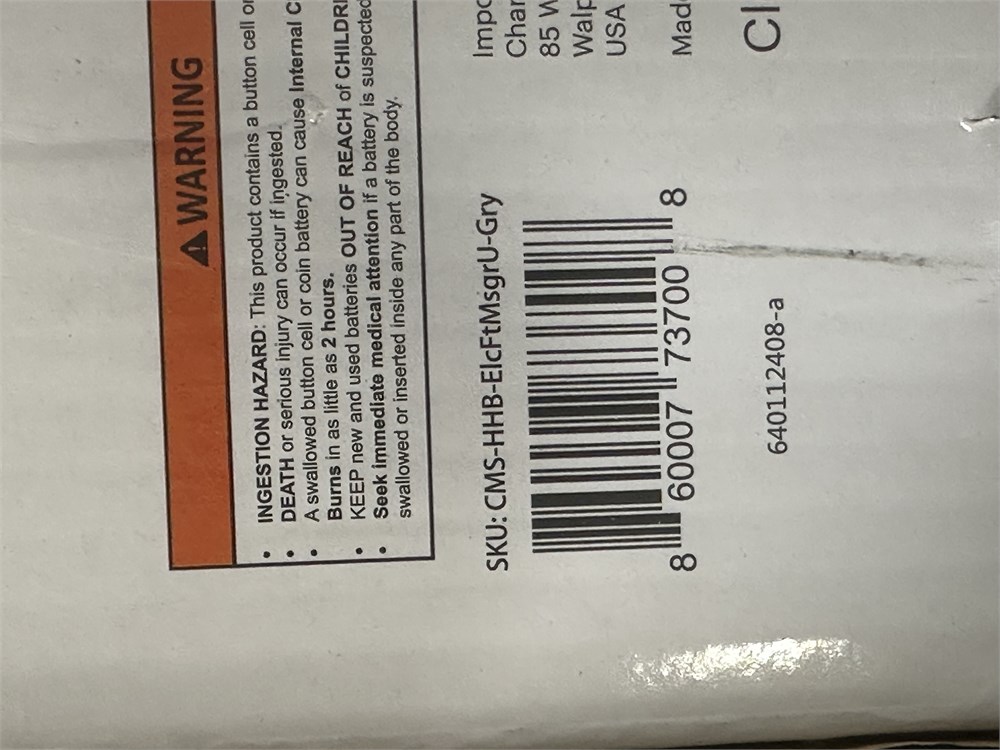 ⚠ WARNING
• INGESTION HAZARD: This product contains a button cell or
• DEATH or serious injury can occur if ingested.
• A swallowed button cell or coin battery can cause Internal C
Burns in as little as 2 hours.
• KEEP new and used batteries OUT OF REACH of CHILDRE
• Seek immediate medical attention if a battery is suspected
swallowed or inserted inside any part of the body.
SKU: CMS-HHB-ElcFtMsgrU-Gry
8 60007 73700 8
640112408-a
Impo
Char
85 W
Walp
USA
Made